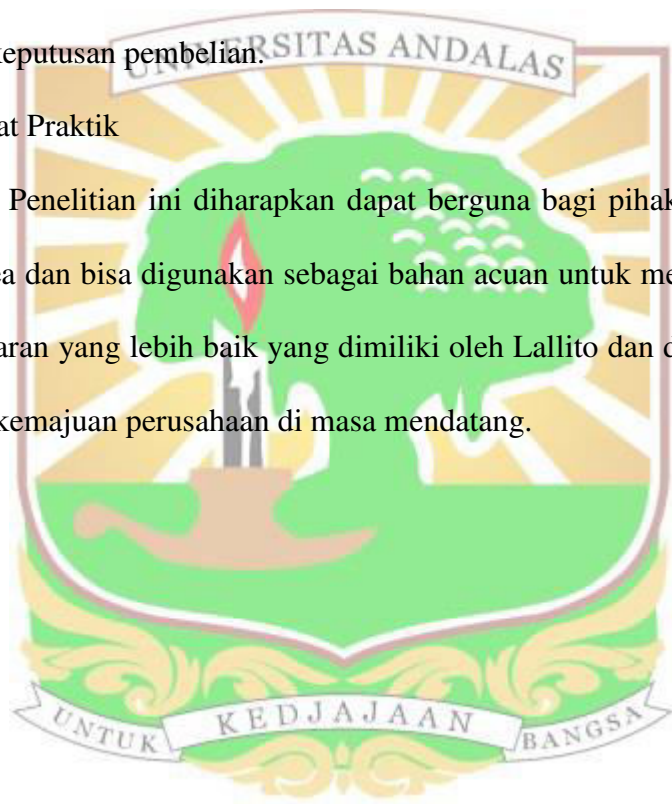 UNIVERSITAS ANDALAS
keputusan pembelian.
at Praktik
Penelitian ini diharapkan dapat berguna bagi pihak
ea dan bisa digunakan sebagai bahan acuan untuk me
aran yang lebih baik yang dimiliki oleh Lallito dan d
kemajuan perusahaan di masa mendatang.
UNTUK KEDJAJAAN BANGSA